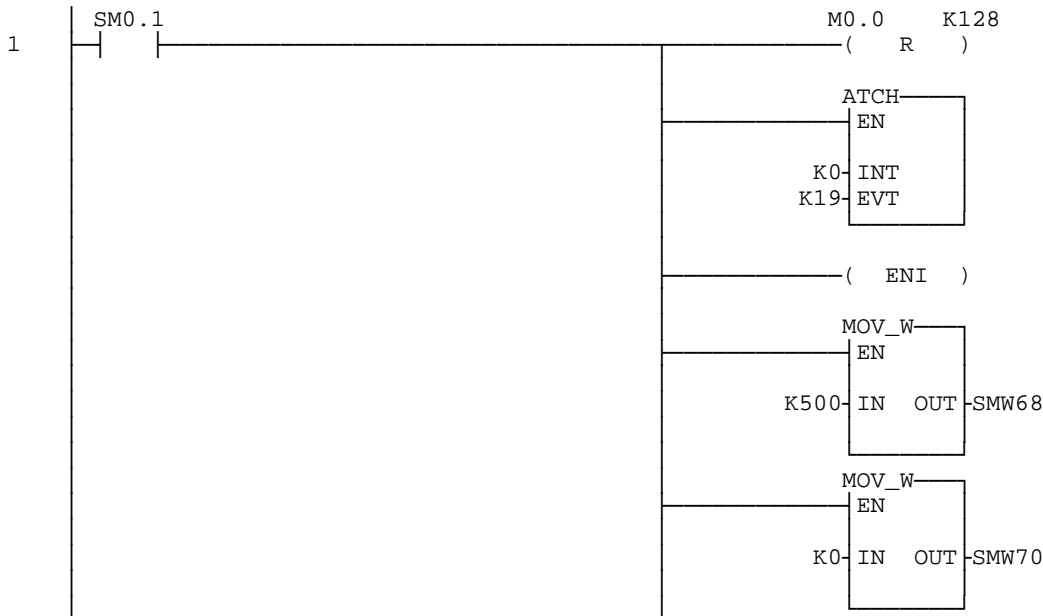 SM0.1 M0.0 K128
1 ( R )
ATCH
EN
K0 INT
K19 EVT
( ENI )
MOV_W
EN
K500 IN OUT SMW68
MOV_W
EN
K0 IN OUT SMW70